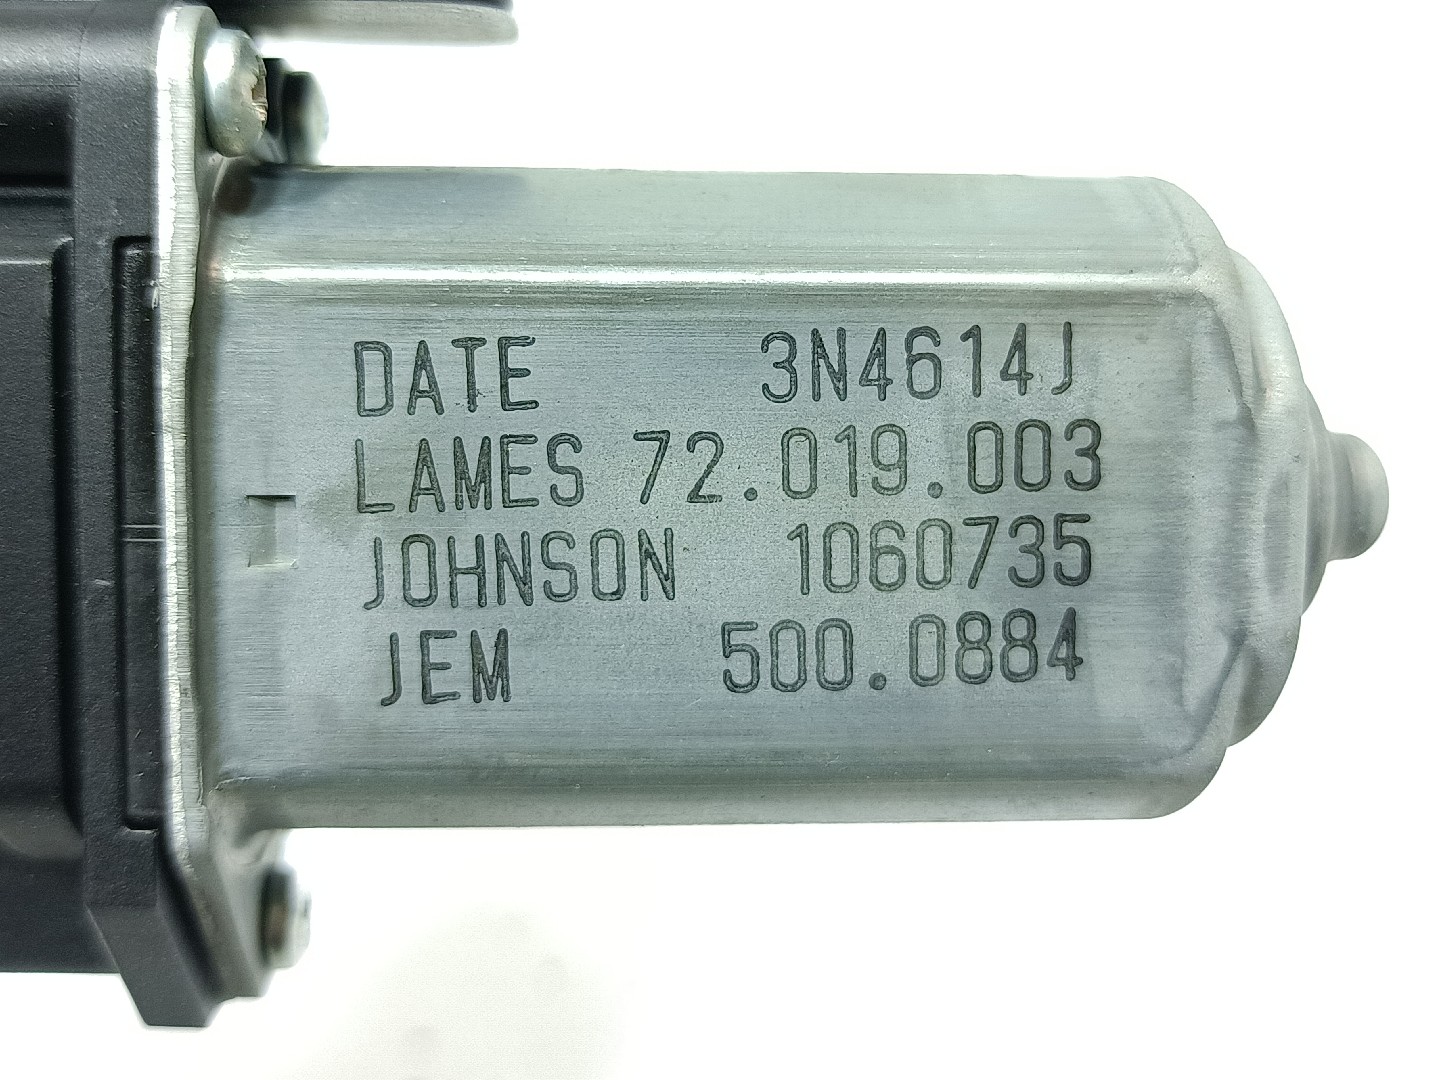 DATE 3N4614J
LAMES 72.019.003
JOHNSON 1060735
JEM 500.0884